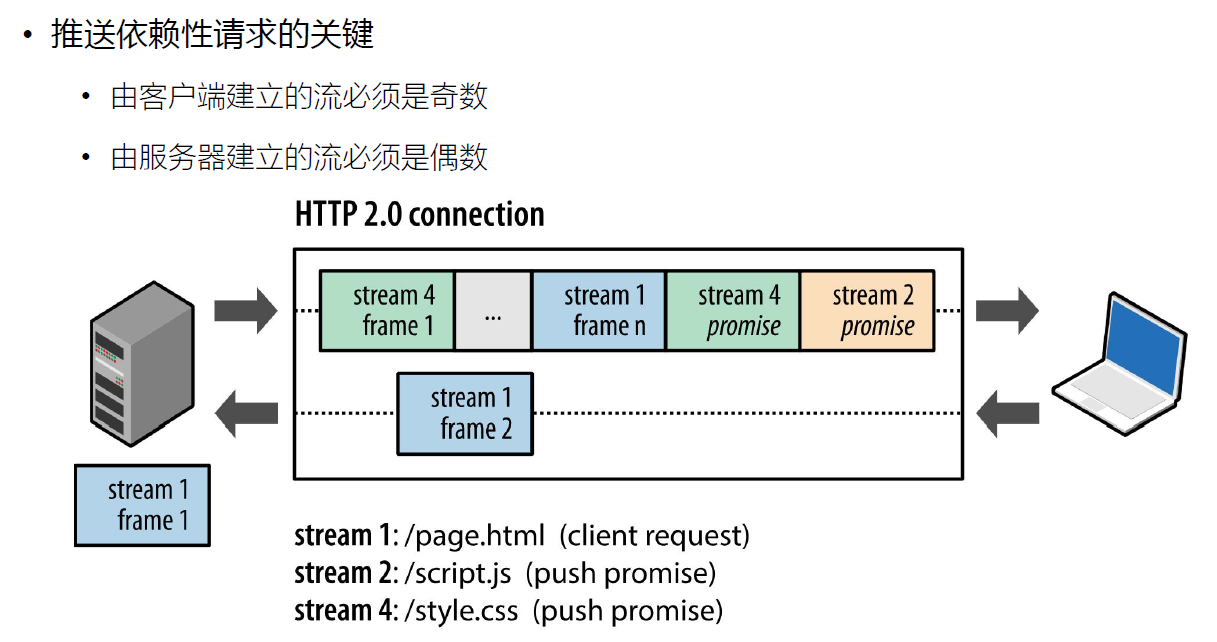 • 推送依赖性请求的关键
• 由客户端建立的流必须是奇数
• 由服务器建立的流必须是偶数
HTTP 2.0 connection
stream 4
frame 1
...
stream 1
frame n
stream 4
promise
stream 2
promise
stream 1
frame 2
stream 1
frame 1
stream 1: /page.html (client request)
stream 2: /script.js (push promise)
stream 4: /style.css (push promise)